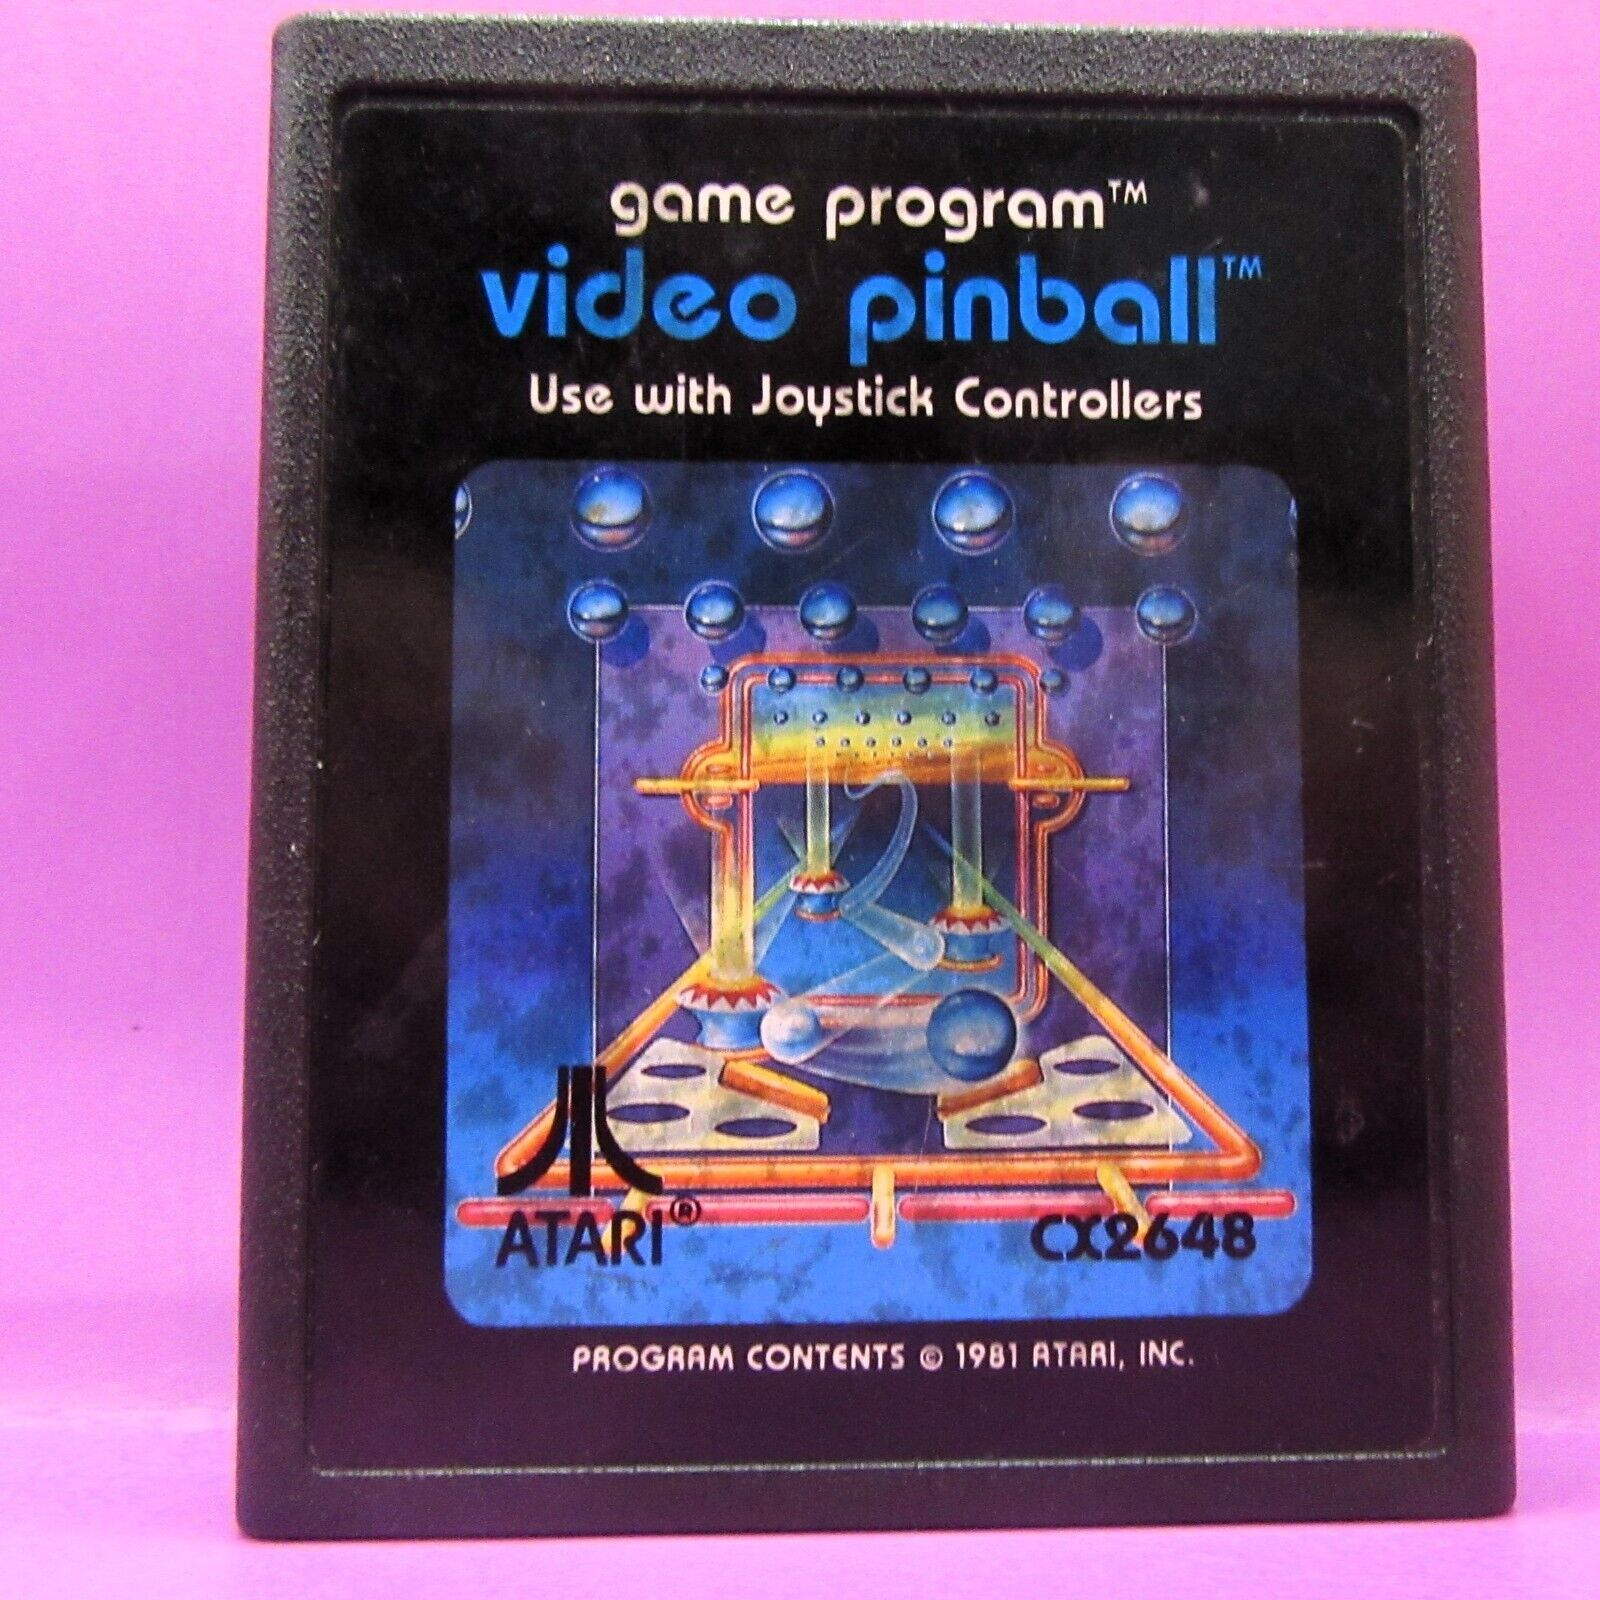 game program™
video pinball™
Use with Joystick Controllers
ATARI®
CX2648
PROGRAM CONTENTS © 1981 ATARI, INC.